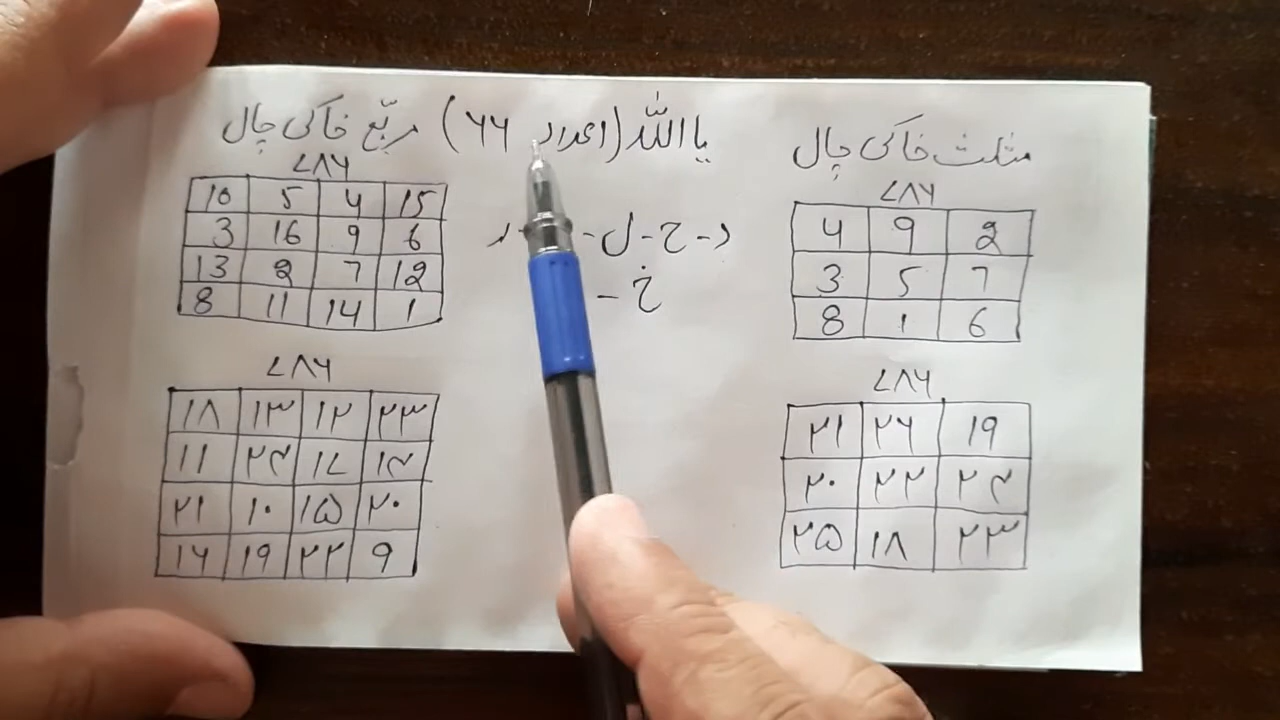 مثلث خاکی چال
۷۸۶
4 9 2
3 5 7
8 1 6
۷۸۶
۲۱ ۲۶ ۱۹
۲۰ ۲۲ ۲۴
۲۵ ۱۸ ۲۳
یا اللّٰه (اعداد ۶۶) مربّع خاکی چال
د - ح - ل -
خ -
۷۸۶
10 5 4 15
3 16 9 6
13 2 7 12
8 11 14 1
۷۸۶
۱۸ ۱۳ ۱۲ ۲۳
۱۱ ۲۴ ۱۷ ۱۴
۲۱ ۱۰ ۱۵ ۲۰
۱۶ ۱۹ ۲۲ ۹